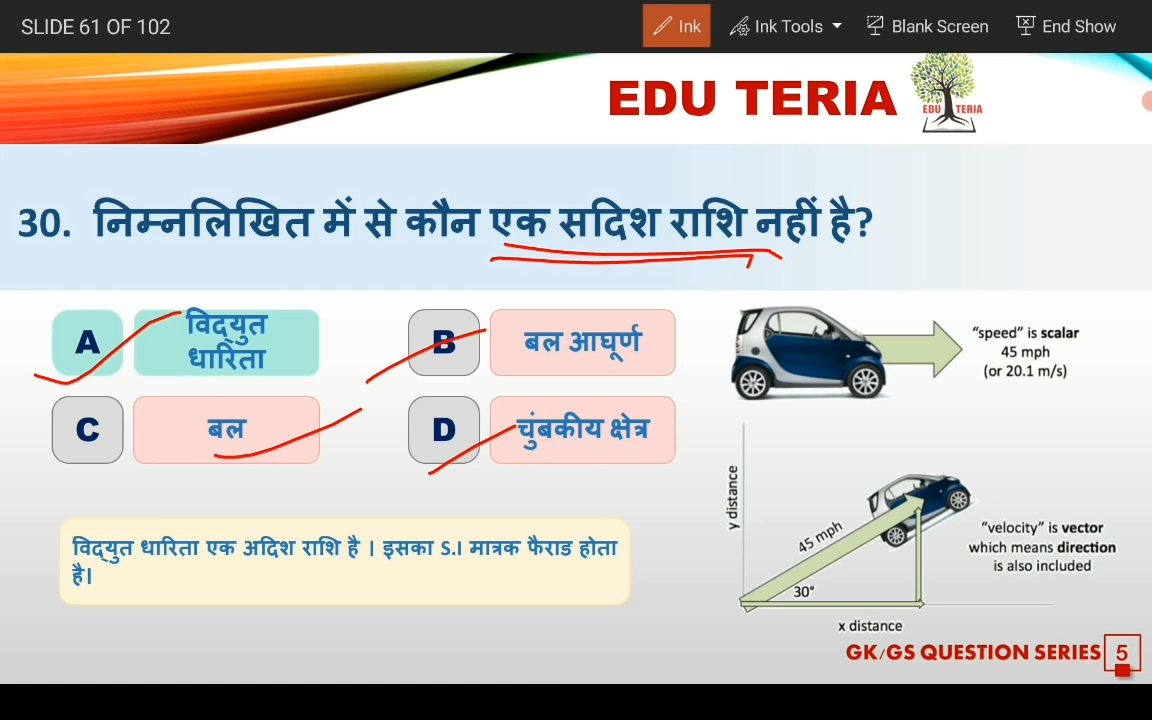 SLIDE 61 OF 102
Ink
Ink Tools
Blank Screen
End Show
EDU TERIA
EDU TERIA
30. निम्नलिखित में से कौन एक सदिश राशि नहीं है?
A
विद्युत
धारिता
B
बल आघूर्ण
C
बल
D
चुंबकीय क्षेत्र
विद्युत धारिता एक अदिश राशि है । इसका S.I मात्रक फैराड होता
है।
"speed" is scalar
45 mph
(or 20.1 m/s)
y distance
45 mph
30°
x distance
"velocity" is vector
which means direction
is also included
GK/GS QUESTION SERIES 5